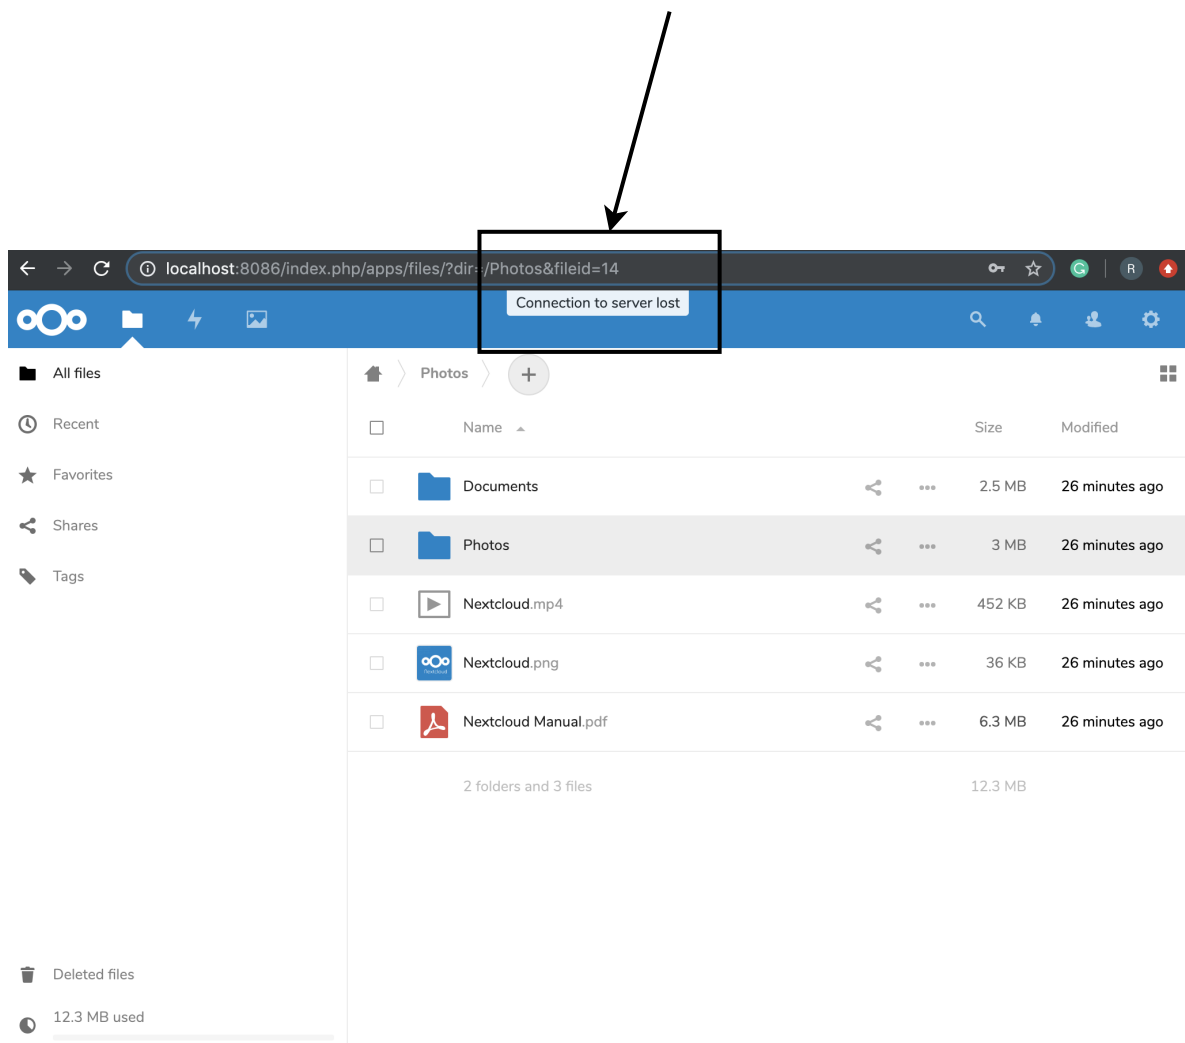 localhost:8086/index.php/apps/files/?dir=/Photos&fileid=14
R
Connection to server lost
All files
Recent
Favorites
Shares
Tags
Photos
Name Size Modified
Documents 2.5 MB 26 minutes ago
Photos 3 MB 26 minutes ago
Nextcloud.mp4 452 KB 26 minutes ago
Nextcloud.png 36 KB 26 minutes ago
Nextcloud Manual.pdf 6.3 MB 26 minutes ago
2 folders and 3 files 12.3 MB
Deleted files
12.3 MB used